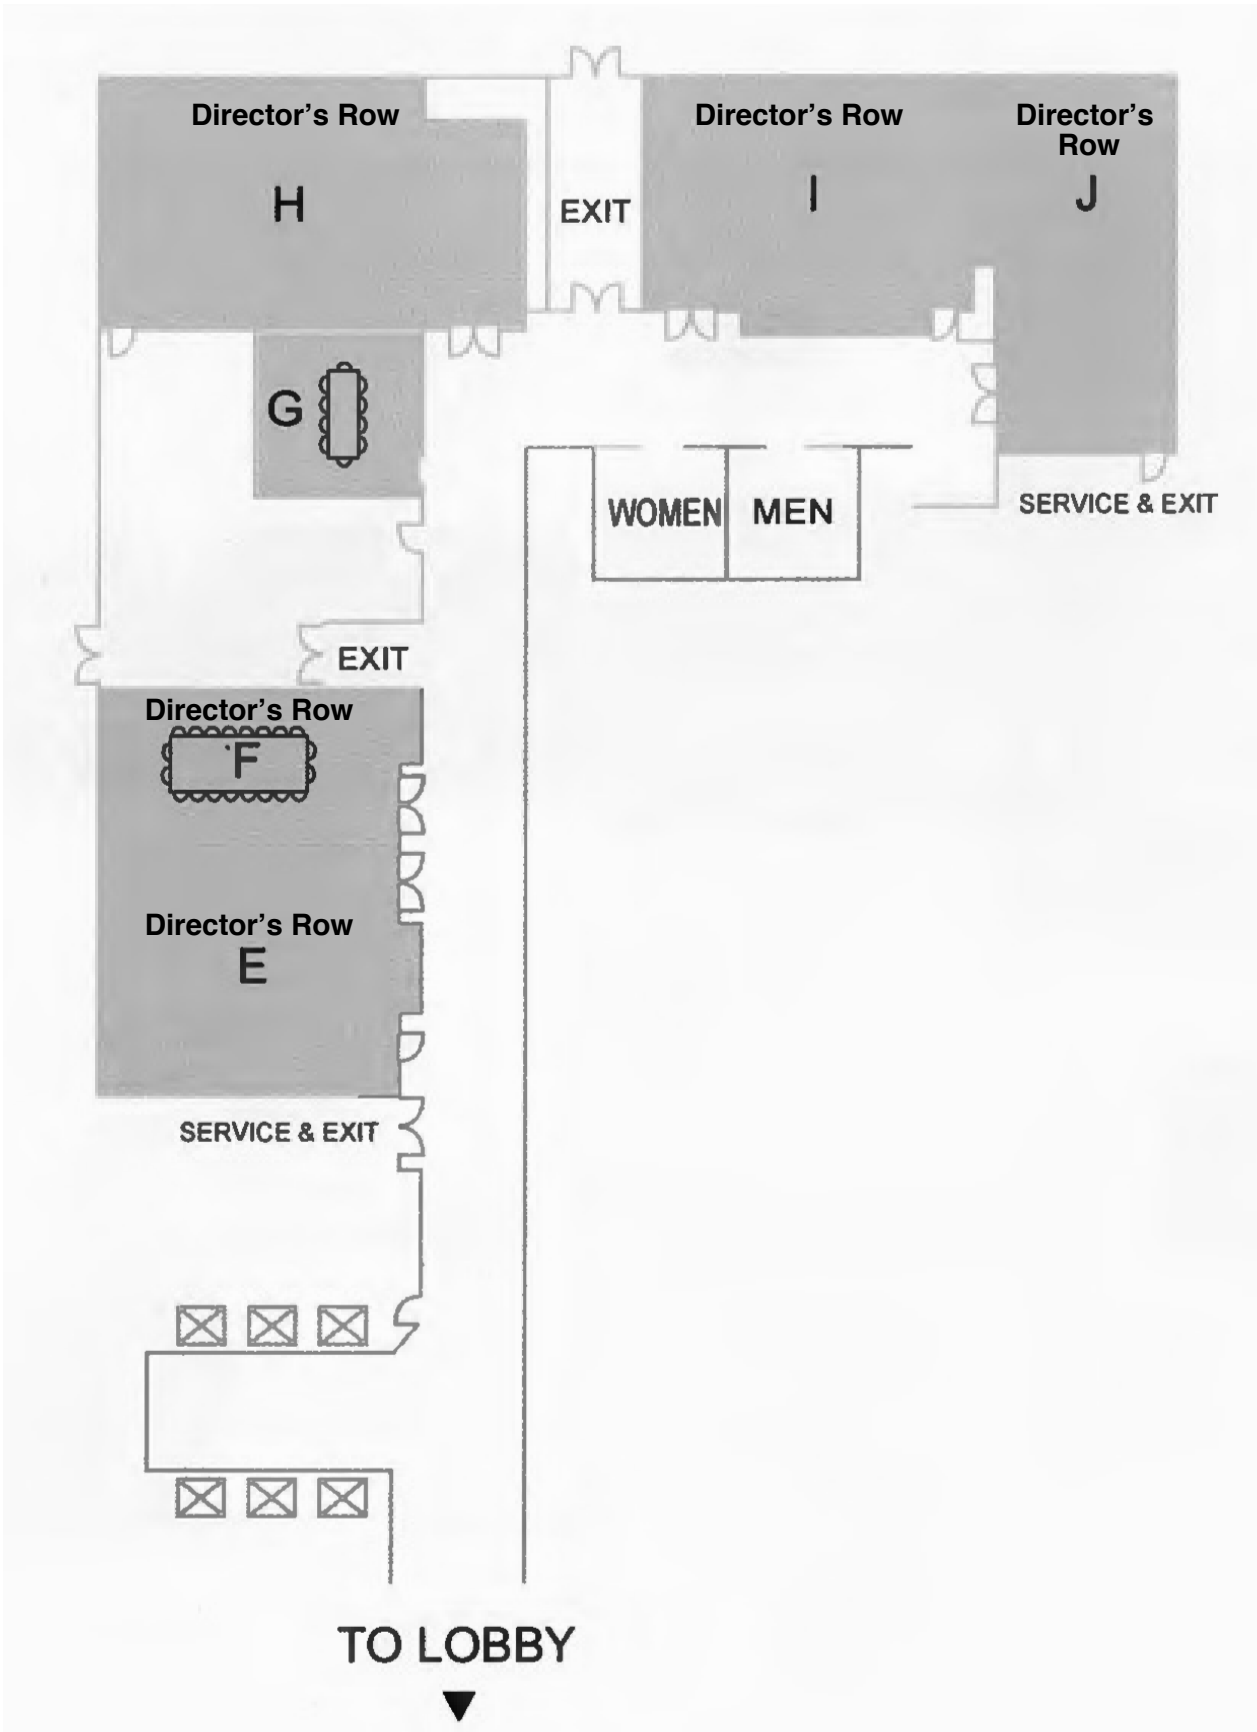 Director’s Row
H
EXIT
Director’s Row
I
Director’s
Row
J
G
WOMEN
MEN
SERVICE & EXIT
EXIT
Director’s Row
F
Director’s Row
E
SERVICE & EXIT
TO LOBBY